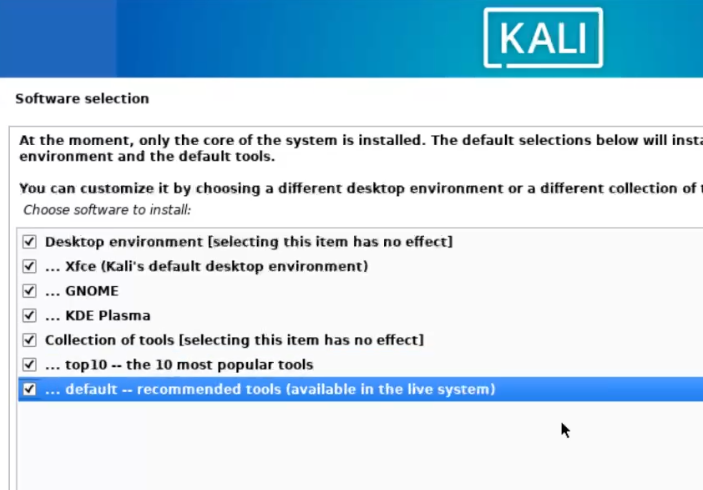 KALI
Software selection
At the moment, only the core of the system is installed. The default selections below will insta
environment and the default tools.
You can customize it by choosing a different desktop environment or a different collection of
Choose software to install:
Desktop environment [selecting this item has no effect]
... Xfce (Kali's default desktop environment)
... GNOME
... KDE Plasma
Collection of tools [selecting this item has no effect]
... top10 -- the 10 most popular tools
... default -- recommended tools (available in the live system)